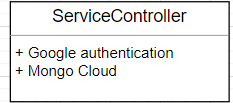 ServiceController
+ Google authentication
+ Mongo Cloud